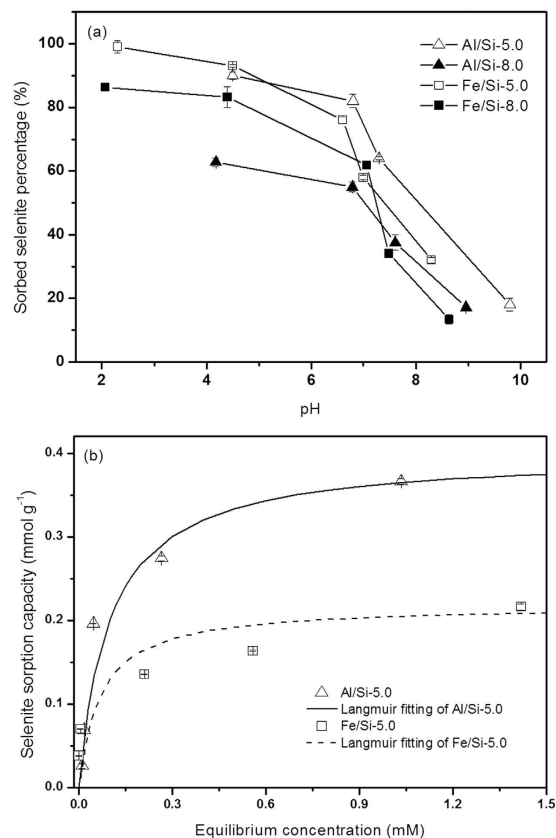 (a)
Al/Si-5.0
Al/Si-8.0
Fe/Si-5.0
Fe/Si-8.0
Sorbed selenite percentage (%)
100
80
60
40
20
0
2
4
6
8
10
pH
(b)
Selenite sorption capacity (mmol g-1)
0.4
0.3
0.2
0.1
0.0
Al/Si-5.0
Langmuir fitting of Al/Si-5.0
Fe/Si-5.0
Langmuir fitting of Fe/Si-5.0
0.0
0.3
0.6
0.9
1.2
1.5
Equilibrium concentration (mM)